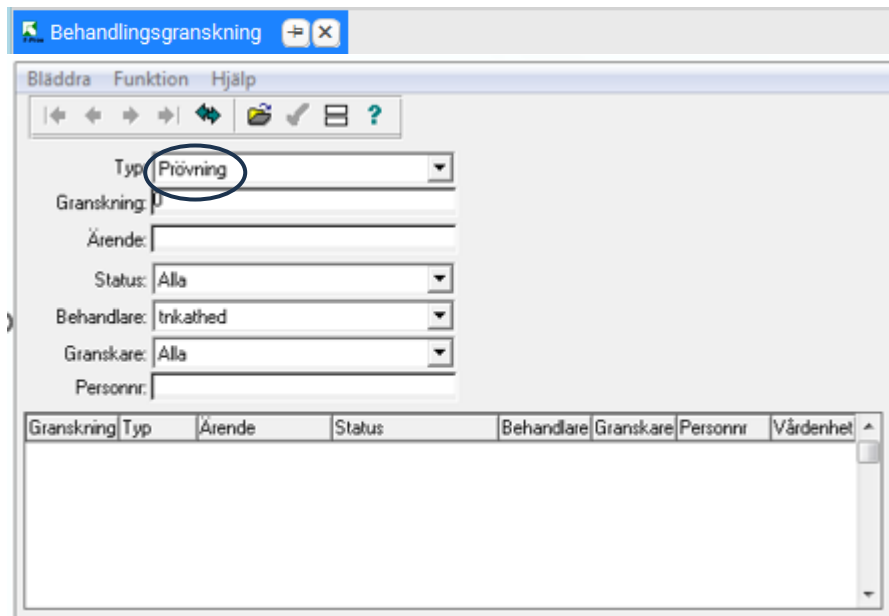 Behandlingsgranskning
Bläddra Funktion Hjälp
Typ: Prövning
Granskning: 0
Ärende:
Status: Alla
Behandlare: tnkathed
Granskare: Alla
Personnr:
Granskning Typ Ärende Status Behandlare Granskare Personnr Vårdenhet